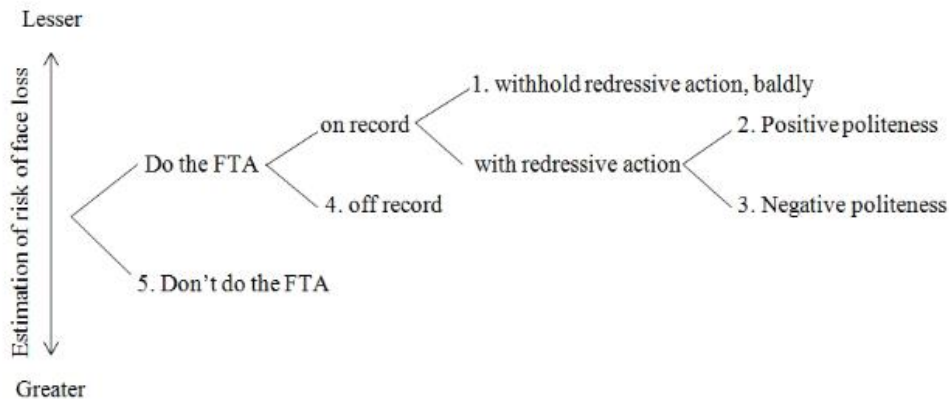 Lesser
Estimation of risk of face loss
1. withhold redressive action, baldly
on record
2. Positive politeness
Do the FTA
with redressive action
4. off record
3. Negative politeness
5. Don't do the FTA
Greater